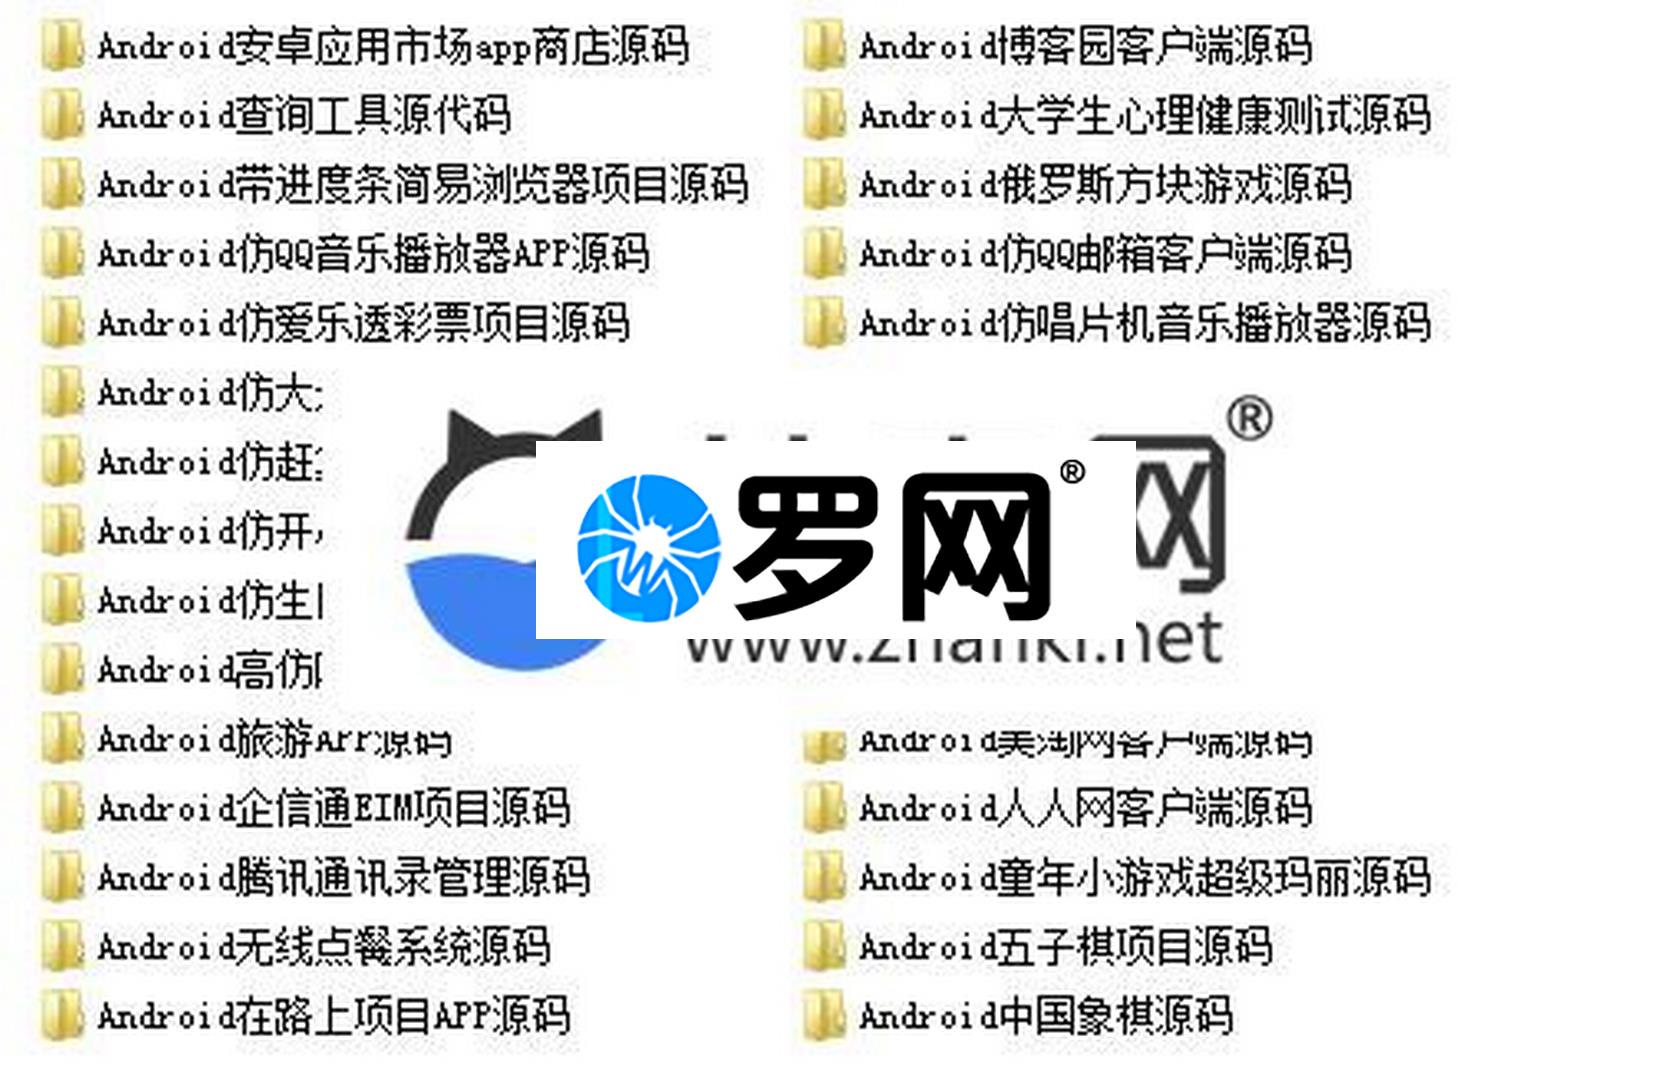 Android安卓应用市场app商店源码
Android博客园客户端源码
Android查询工具源代码
Android大学生心理健康测试源码
Android带进度条简易浏览器项目源码
Android俄罗斯方块游戏源码
Android仿QQ音乐播放器APP源码
Android仿QQ邮箱客户端源码
Android仿爱乐透彩票项目源码
Android仿唱片机音乐播放器源码
Android仿大
Android仿赶
Android仿开
Android仿生
Android高仿
网®
罗网®
www.zhanki.net
Android旅游APP源码
Android美淘网客户端源码
Android企信通EIM项目源码
Android人人网客户端源码
Android腾讯通讯录管理源码
Android童年小游戏超级玛丽源码
Android无线点餐系统源码
Android五子棋项目源码
Android在路上项目APP源码
Android中国象棋源码